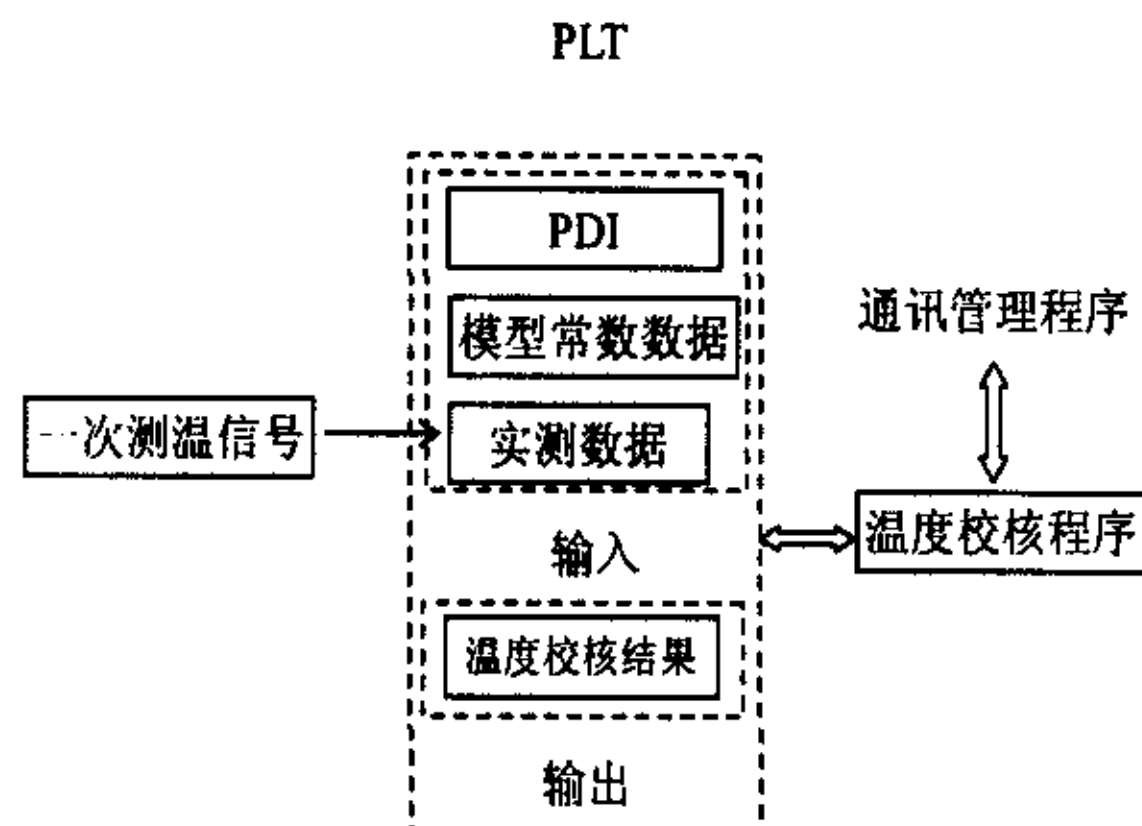 PLT
PDI
模型常数数据
通讯管理程序
一次测温信号
实测数据
输入
温度校核程序
温度校核结果
输出